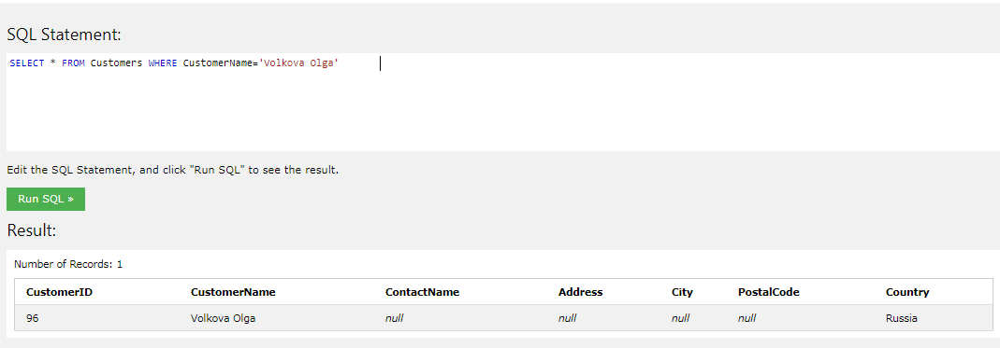 SQL Statement:
SELECT * FROM Customers WHERE CustomerName='Volkova Olga'
Edit the SQL Statement, and click "Run SQL" to see the result.
Run SQL »
Result:
Number of Records: 1
CustomerID CustomerName ContactName Address City PostalCode Country
96 Volkova Olga null null null null Russia